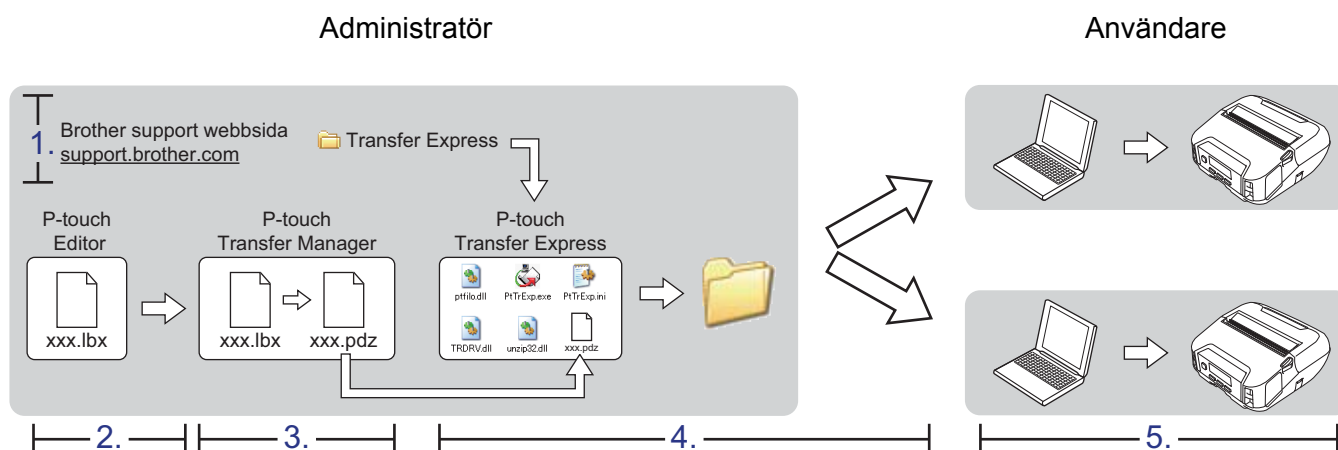 Administratör
Användare
1.
Brother support webbsida
support.brother.com
Transfer Express
P-touch
Editor
xxx.lbx
P-touch
Transfer Manager
xxx.lbx
xxx.pdz
P-touch
Transfer Express
ptfilo.dll
PtTrExp.exe
PtTrExp.ini
TRDRV.dll
unzip32.dll
xxx.pdz
2.
3.
4.
5.